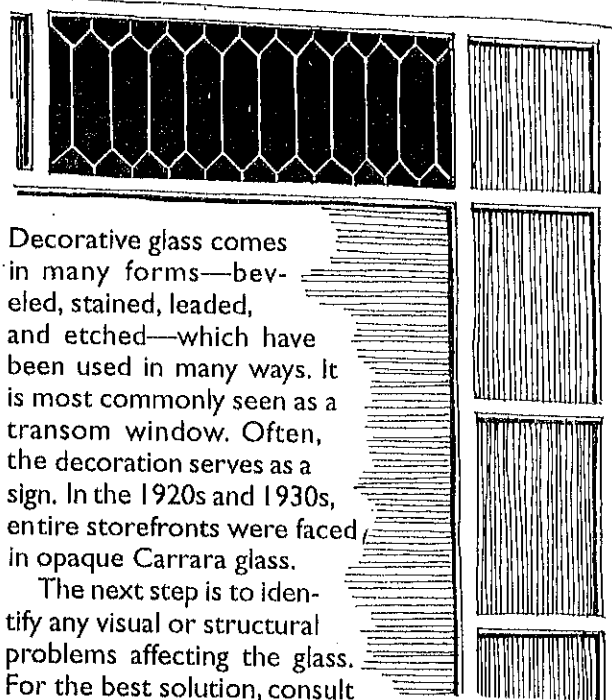 Decorative glass comes
in many forms—bev-
eled, stained, leaded,
and etched—which have
been used in many ways. It
is most commonly seen as a
transom window. Often,
the decoration serves as a
sign. In the 1920s and 1930s,
entire storefronts were faced
in opaque Carrara glass.
The next step is to iden-
tify any visual or structural
problems affecting the glass.
For the best solution, consult